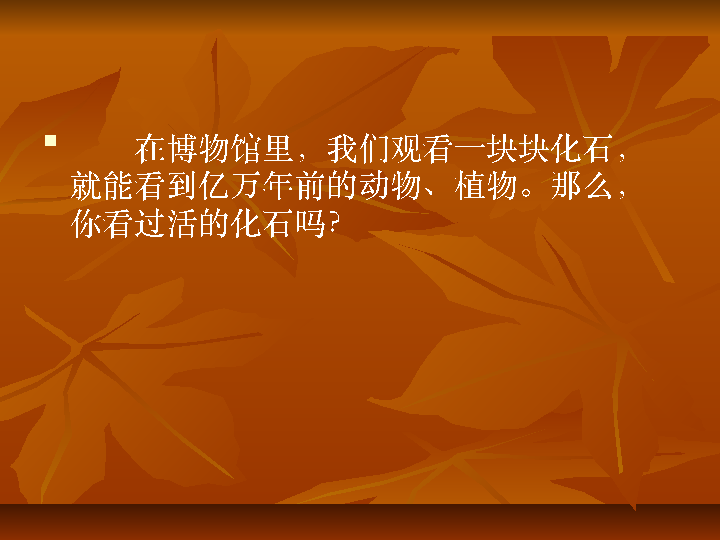 在博物馆里，我们观看一块块化石，
就能看到亿万年前的动物、植物。那么，
你看过活的化石吗？